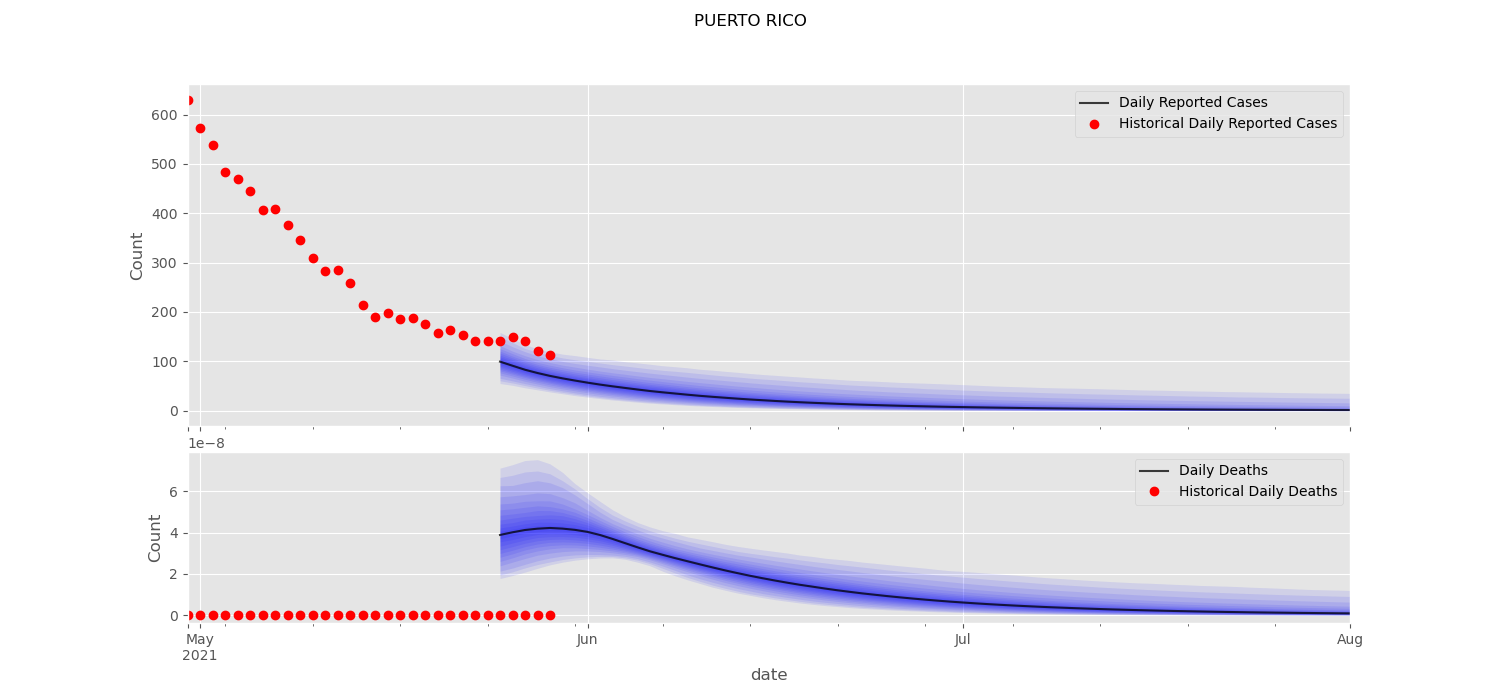 PUERTO RICO
Daily Reported Cases
Historical Daily Reported Cases
600
500
400
300
200
100
0
Count
1e−8
Daily Deaths
Historical Daily Deaths
6
4
2
0
Count
May
2021
Jun
Jul
Aug
date